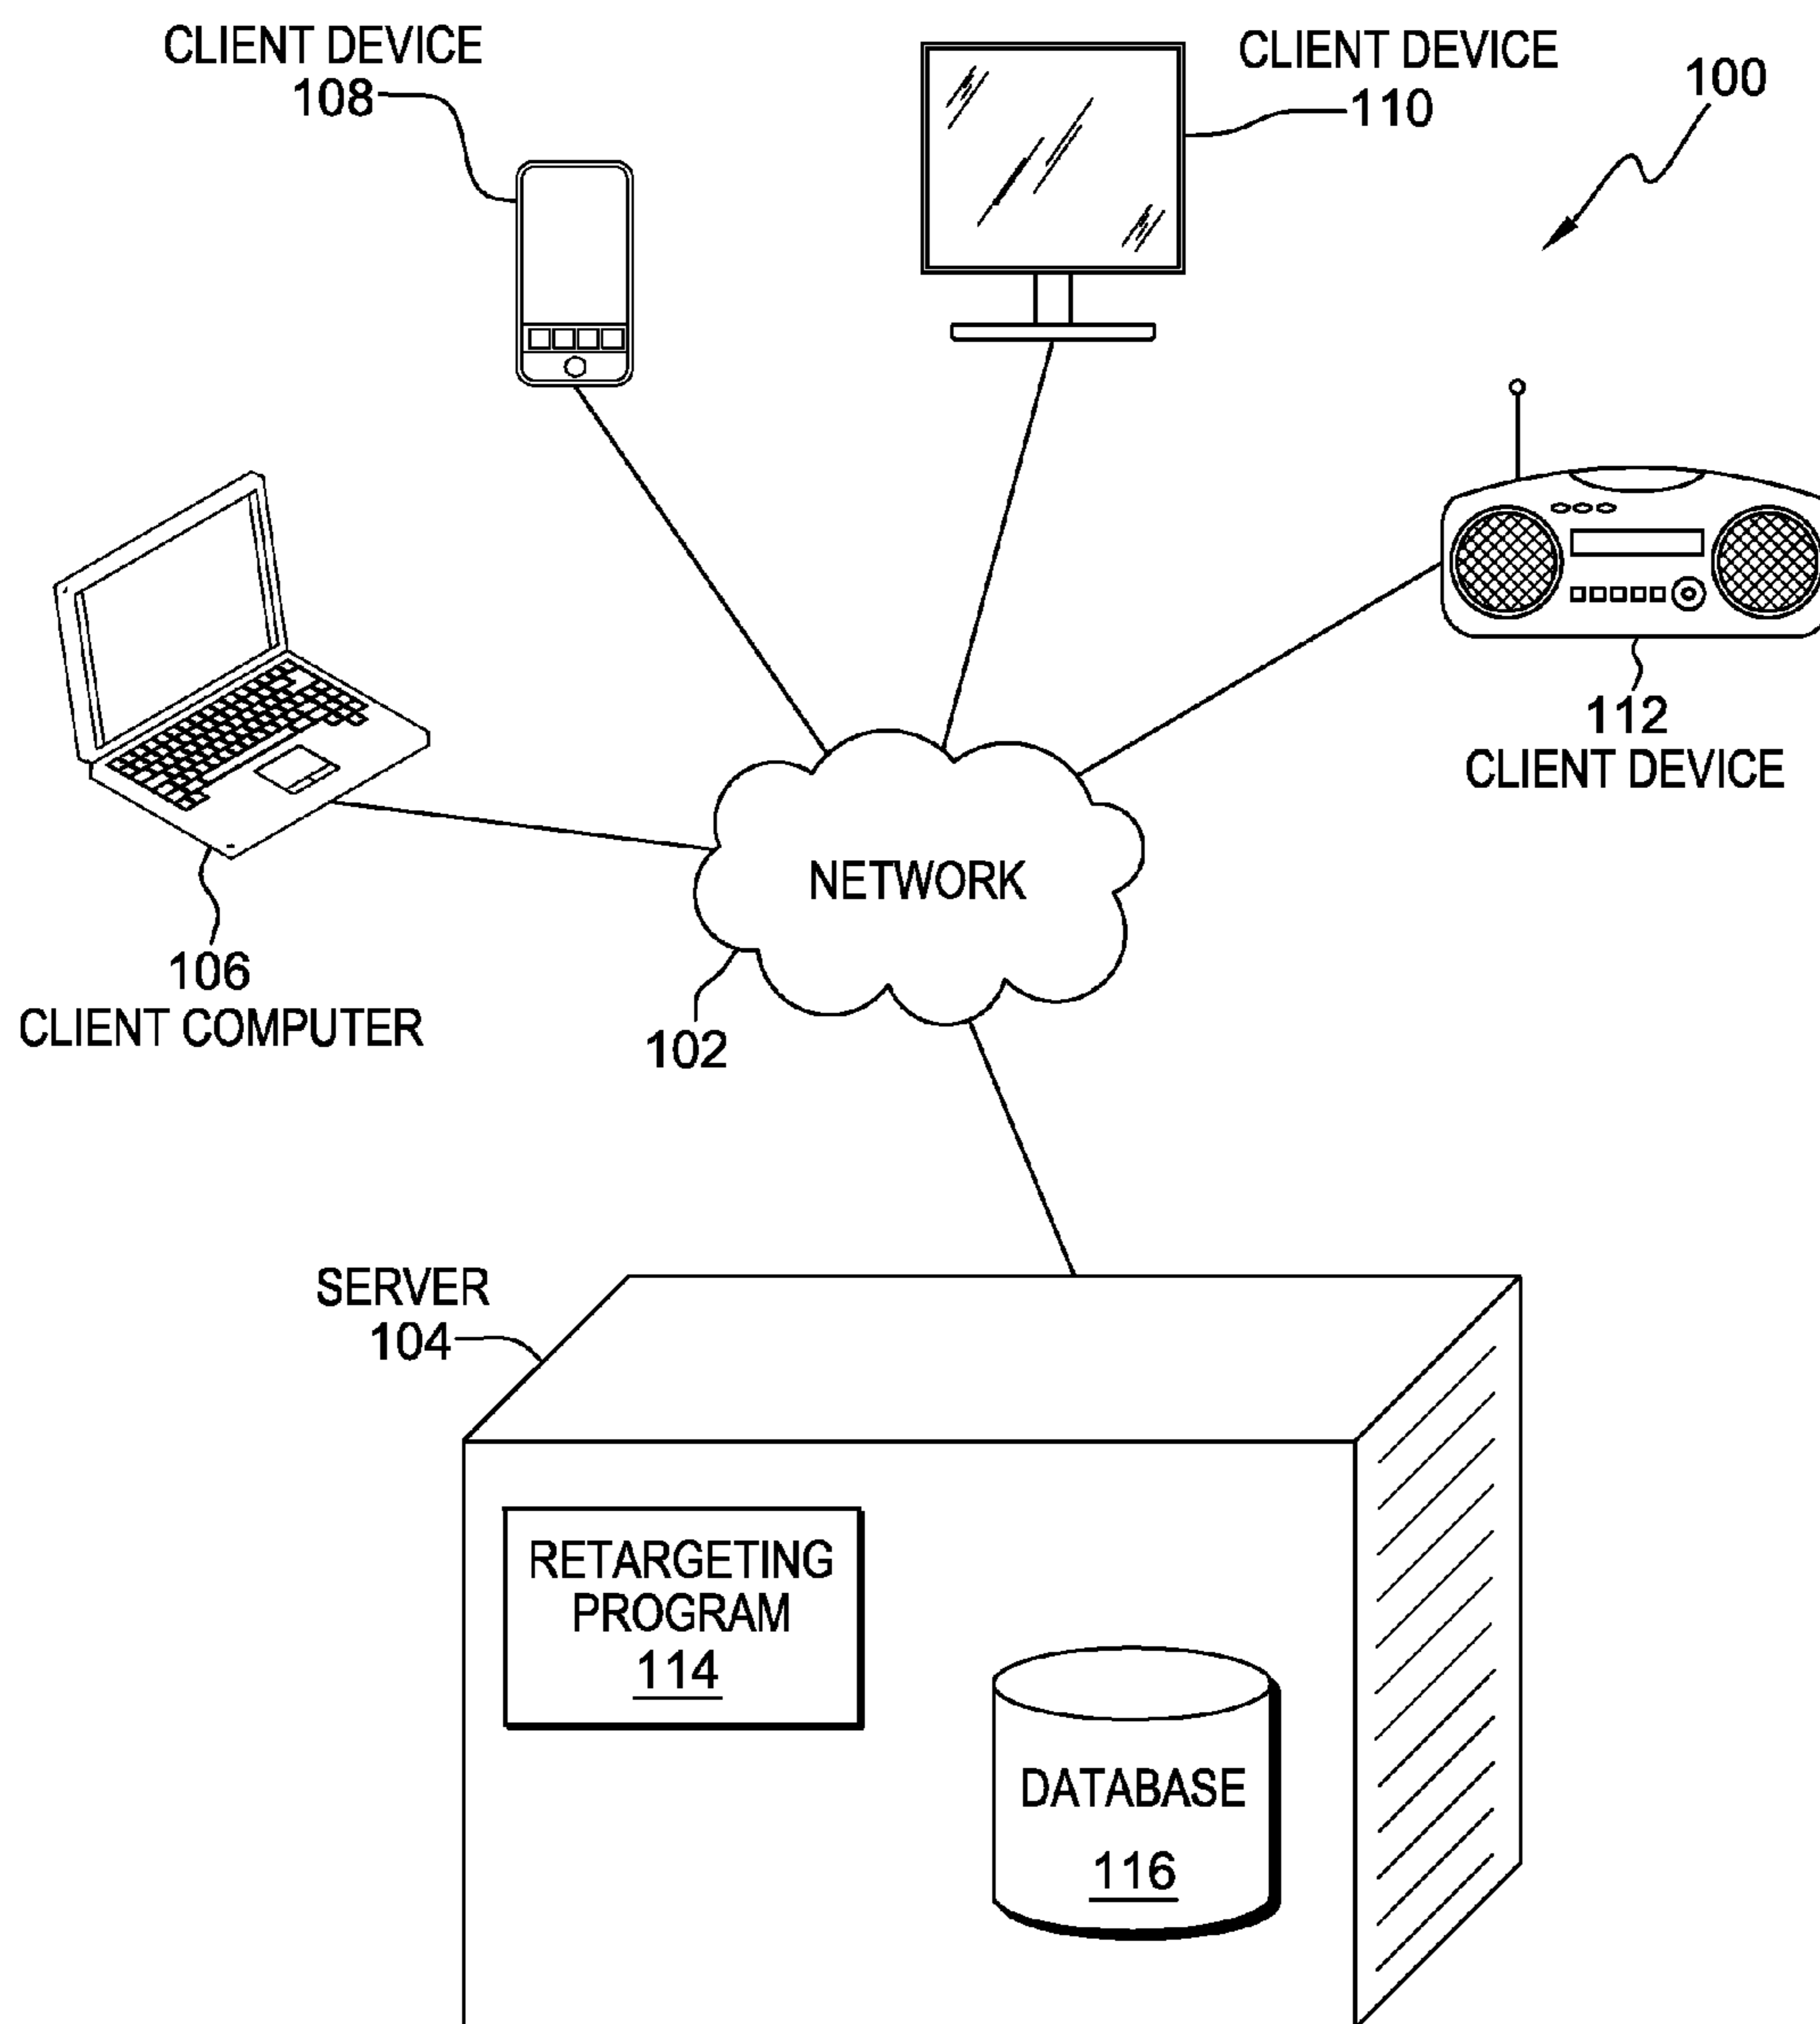 CLIENT DEVICE
108
CLIENT DEVICE
110
100
112
CLIENT DEVICE
NETWORK
106
CLIENT COMPUTER
102
SERVER
104
RETARGETING
PROGRAM
114
DATABASE
116